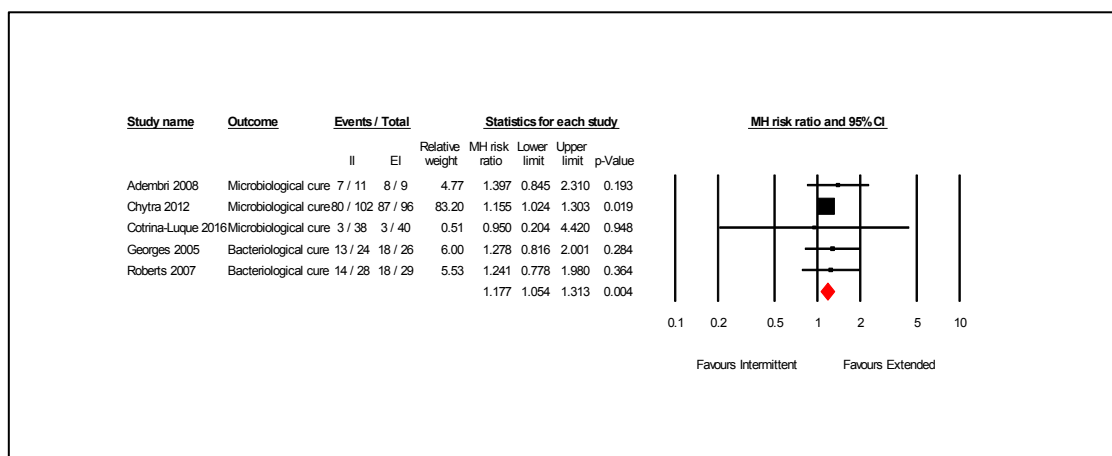 Study name Outcome Events / Total Statistics for each study MH risk ratio and 95% CI
Relative MH risk Lower Upper
II EI weight ratio limit limit p-Value
Adembri 2008 Microbiological cure 7 / 11 8 / 9 4.77 1.397 0.845 2.310 0.193
Chytra 2012 Microbiological cure 80 / 102 87 / 96 83.20 1.155 1.024 1.303 0.019
Cotrina-Luque 2016 Microbiological cure 3 / 38 3 / 40 0.51 0.950 0.204 4.420 0.948
Georges 2005 Bacteriological cure 13 / 24 18 / 26 6.00 1.278 0.816 2.001 0.284
Roberts 2007 Bacteriological cure 14 / 28 18 / 29 5.53 1.241 0.778 1.980 0.364
1.177 1.054 1.313 0.004
0.1 0.2 0.5 1 2 5 10
Favours Intermittent Favours Extended